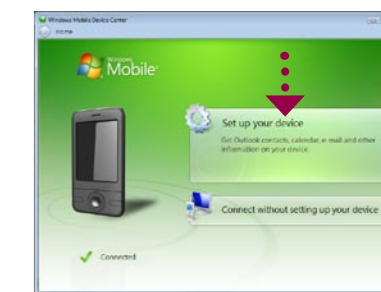 Windows Mobile Device Center
Home
Windows
Mobile
Set up your device
Get Outlook contacts, calendar, e-mail and other
information on your device.
Connect without setting up your device
Connected